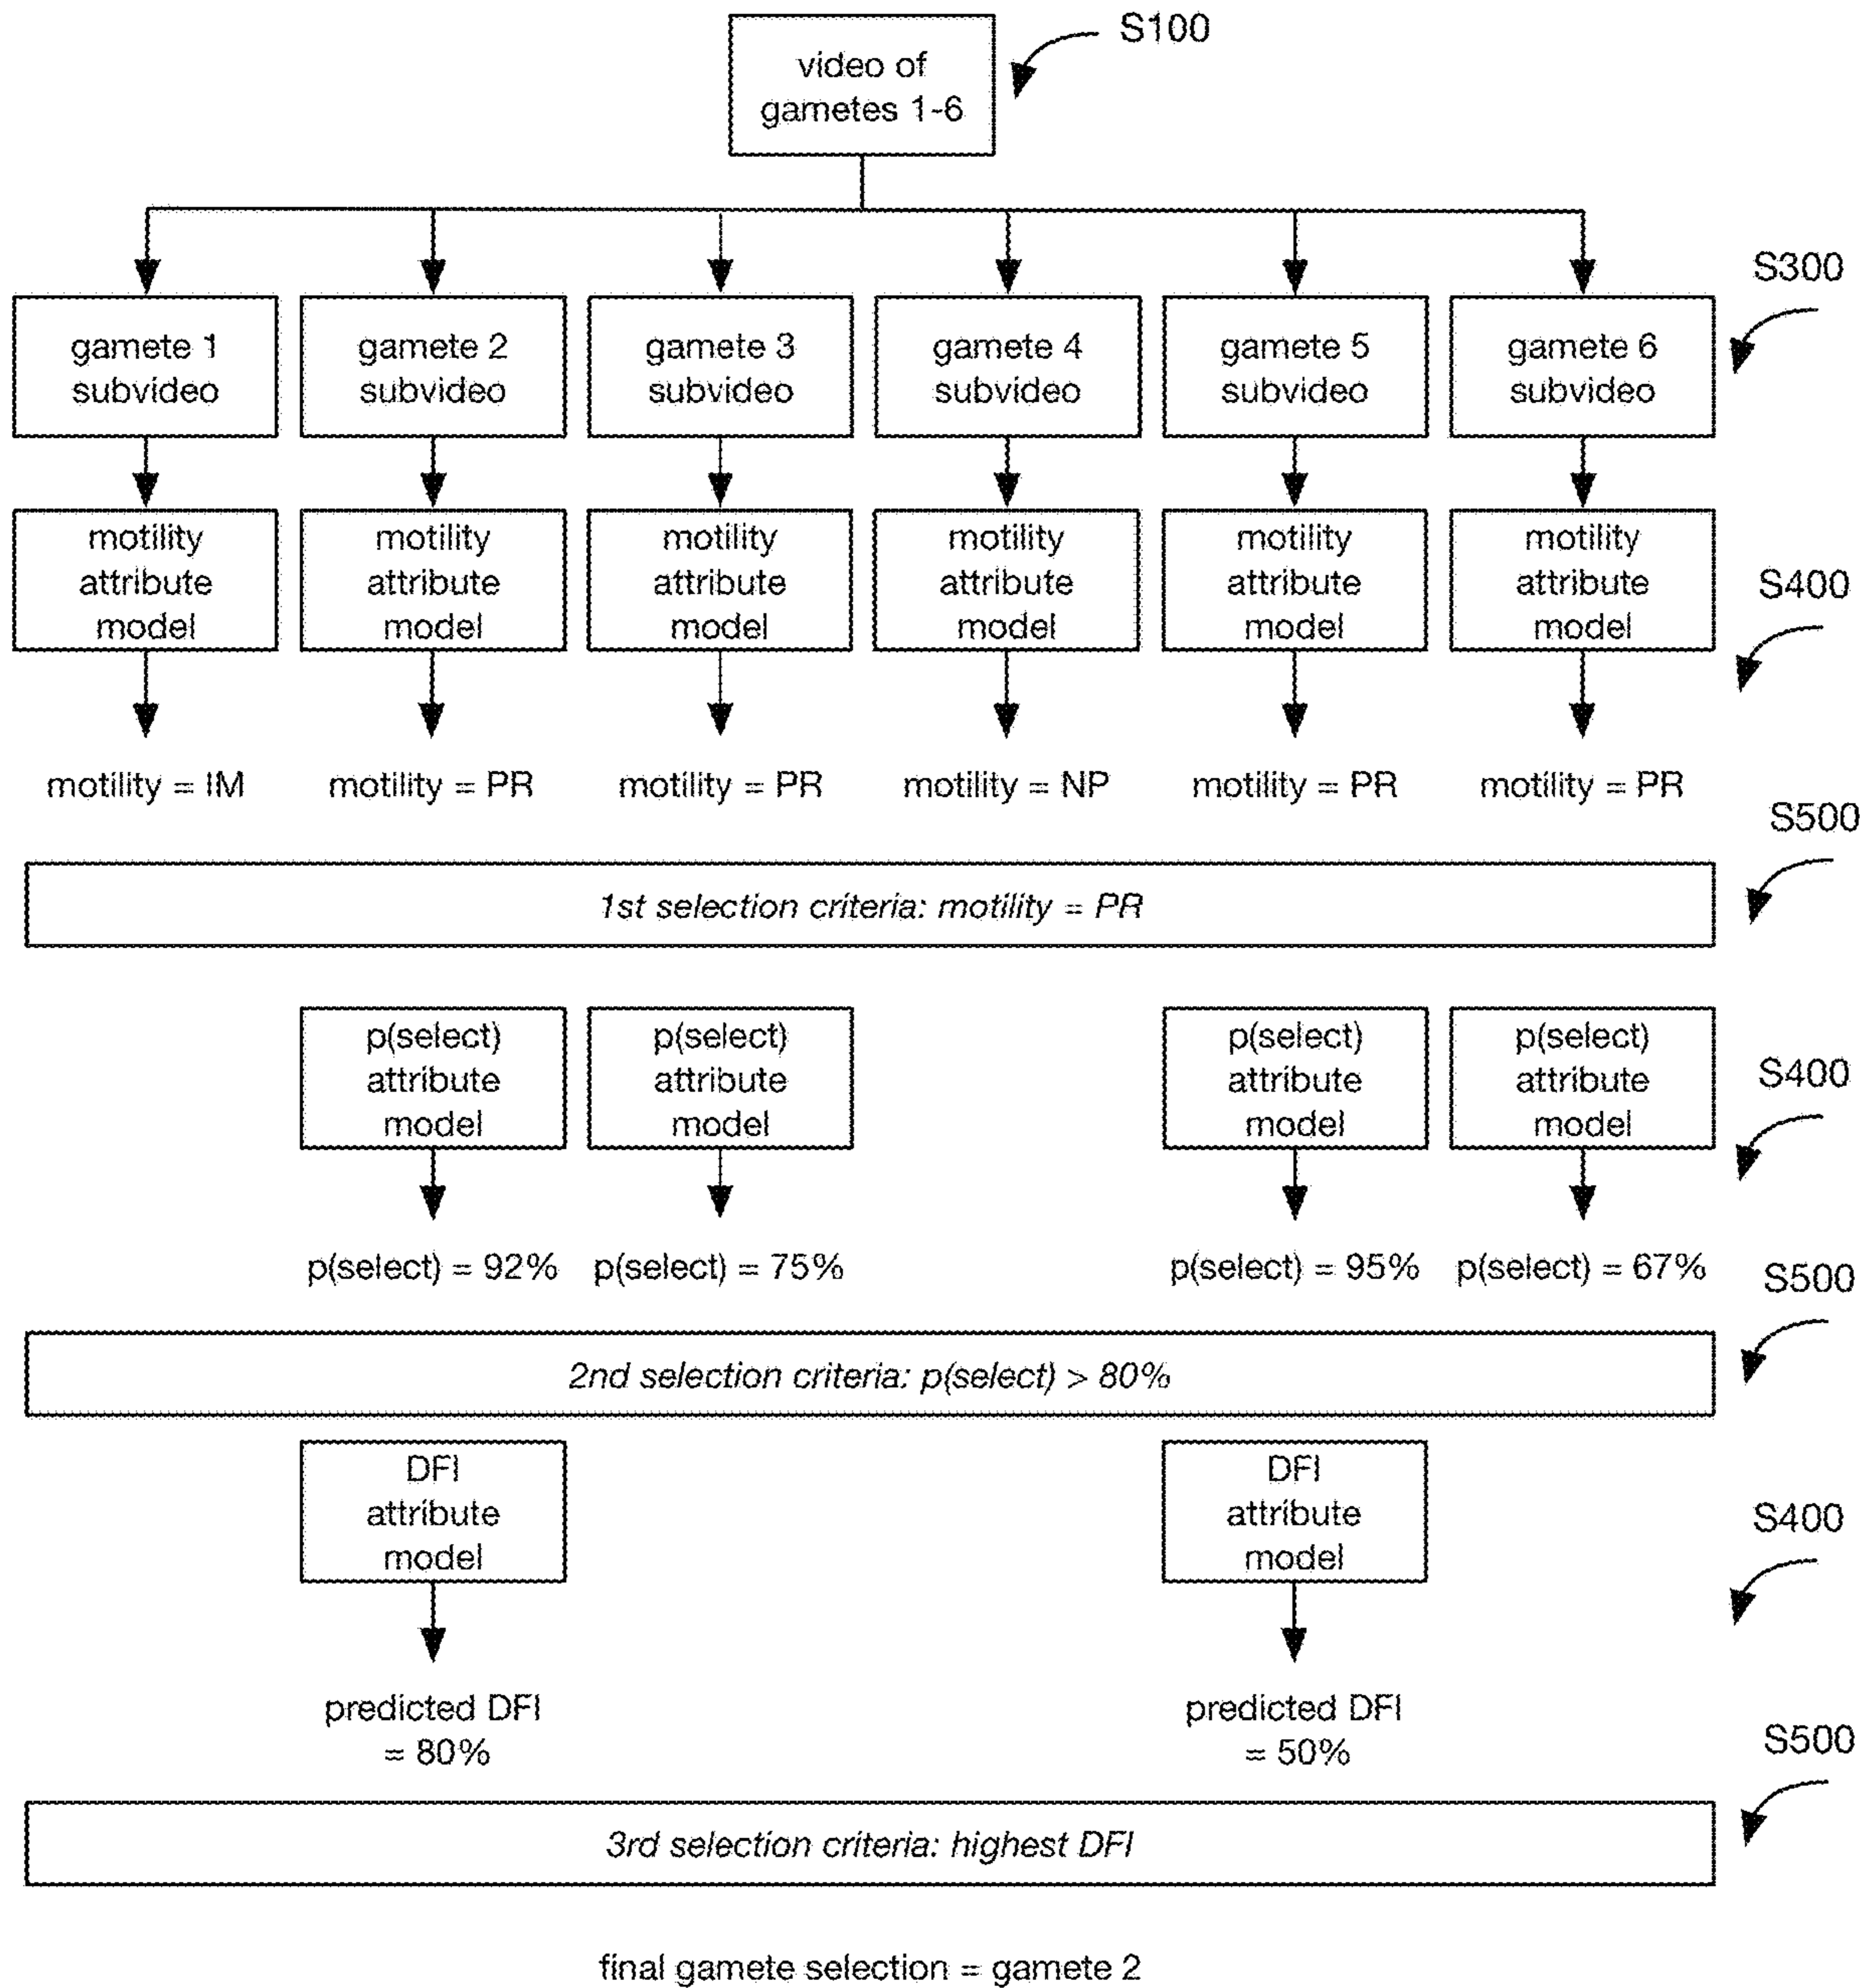 S100
video of
gametes 1-6
S300
gamete 1
subvideo
gamete 2
subvideo
gamete 3
subvideo
gamete 4
subvideo
gamete 5
subvideo
gamete 6
subvideo
S400
motility
attribute
model
motility
attribute
model
motility
attribute
model
motility
attribute
model
motility
attribute
model
motility
attribute
model
motility = IM
motility = PR
motility = PR
motility = NP
motility = PR
motility = PR
S500
1st selection criteria: motility = PR
p(select)
attribute
model
p(select)
attribute
model
p(select)
attribute
model
p(select)
attribute
model
S400
p(select) = 92%
p(select) = 75%
p(select) = 95%
p(select) = 67%
S500
2nd selection criteria: p(select) > 80%
DFI
attribute
model
DFI
attribute
model
S400
predicted DFI
= 80%
predicted DFI
= 50%
S500
3rd selection criteria: highest DFI
final gamete selection = gamete 2